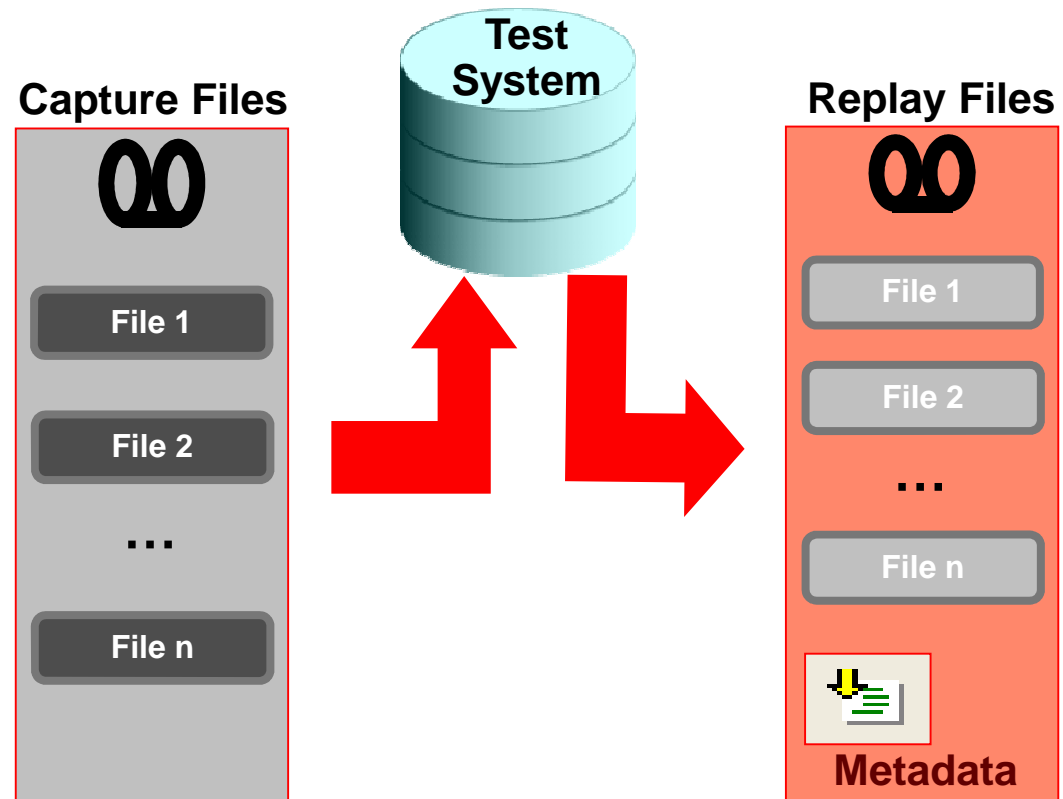 Test
System
Capture Files
File 1
File 2
...
File n
Replay Files
File 1
File 2
...
File n
Metadata